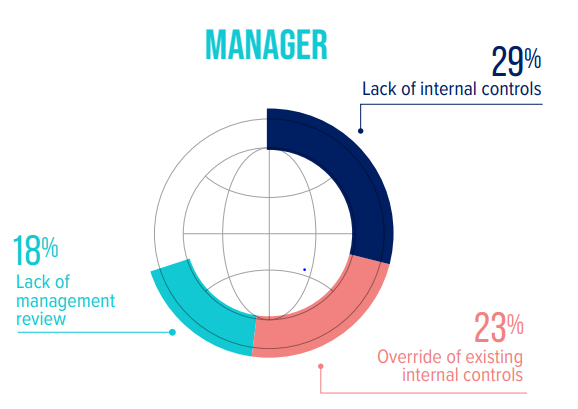 MANAGER
29%
Lack of internal controls
18%
Lack of
management
review
23%
Override of existing
internal controls